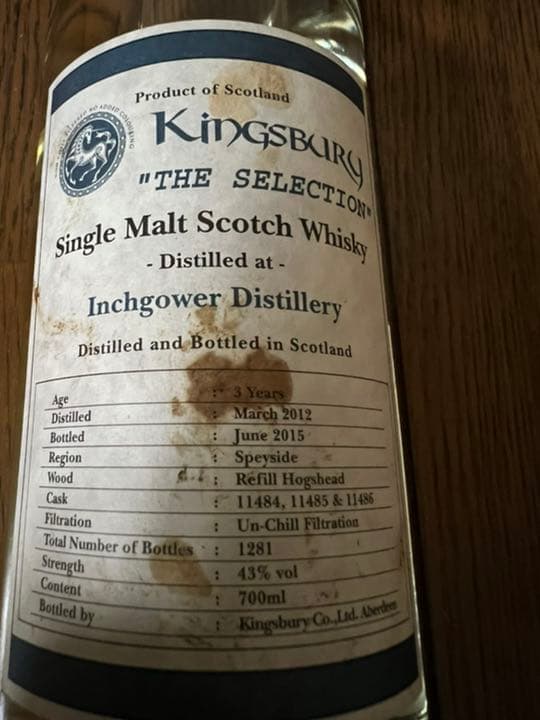 Product of Scotland
NO ADDED COLOURING
Kingsbury
"THE SELECTION"
Single Malt Scotch Whisky
- Distilled at -
Inchgower Distillery
Distilled and Bottled in Scotland
Age : 3 Years
Distilled : March 2012
Bottled : June 2015
Region : Speyside
Wood : Refill Hogshead
Cask : 11484, 11485 & 11486
Filtration : Un-Chill Filtration
Total Number of Bottles : 1281
Strength : 43% vol
Content : 700ml
Bottled by : Kingsbury Co.,Ltd. Aberdeen